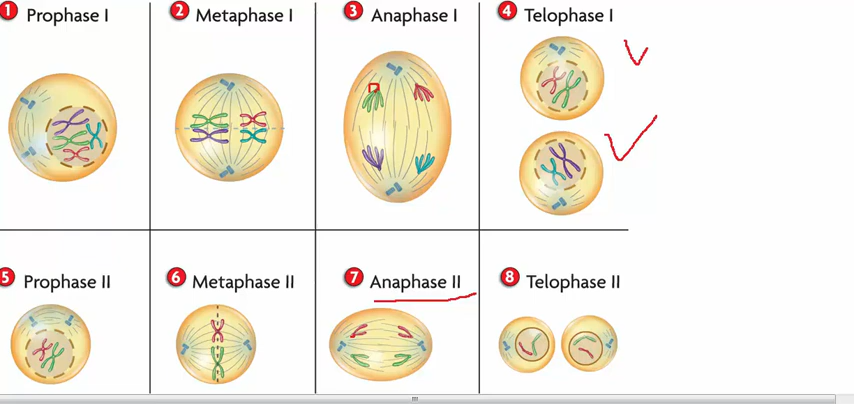 1 Prophase I
2 Metaphase I
3 Anaphase I
4 Telophase I
5 Prophase II
6 Metaphase II
7 Anaphase II
8 Telophase II